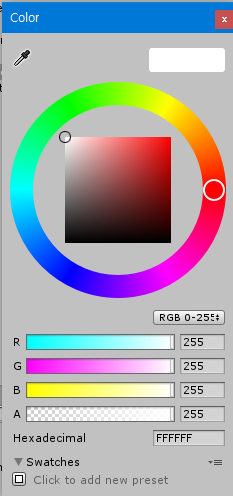 Color
x
RGB 0-255
R 255
G 255
B 255
A 255
Hexadecimal FFFFFF
Swatches
Click to add new preset